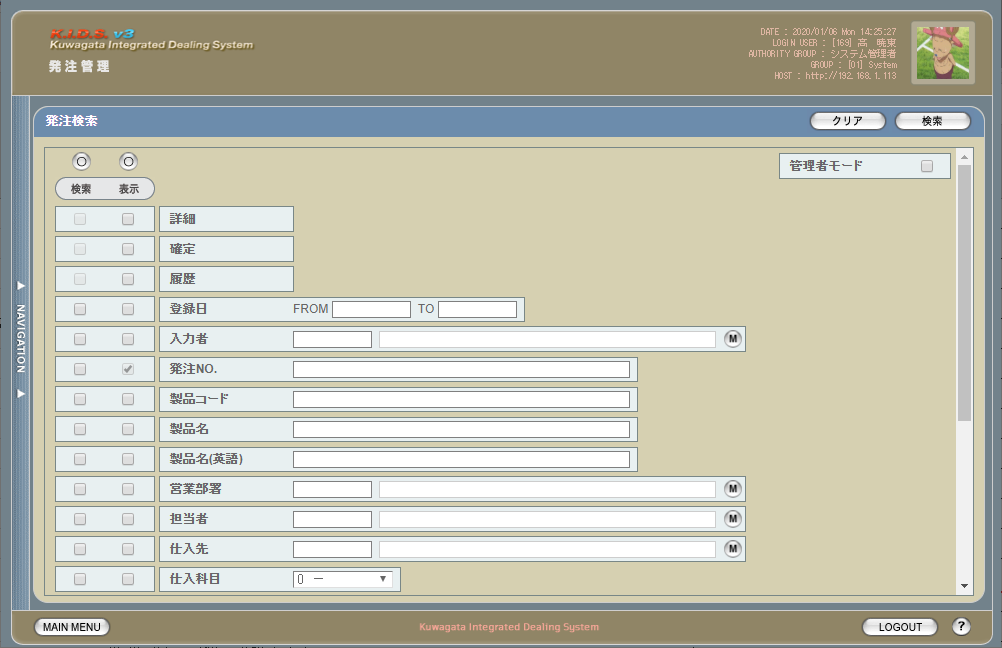 K.i.D.S. v3
Kuwagata Integrated Dealing System
発注管理
DATE : 2020/01/06 Mon 14:25:27
LOGIN USER : [169] 高 暁東
AUTHORITY GROUP : システム管理者
GROUP : [01] System
HOST : http://192.168.1.113
発注検索
クリア
検索
検索 表示
管理者モード
詳細
確定
履歴
登録日 FROM TO
入力者 M
発注NO.
製品コード
製品名
製品名(英語)
営業部署 M
担当者 M
仕入先 M
仕入科目 0 ー
NAVIGATION
MAIN MENU
Kuwagata Integrated Dealing System
LOGOUT
?